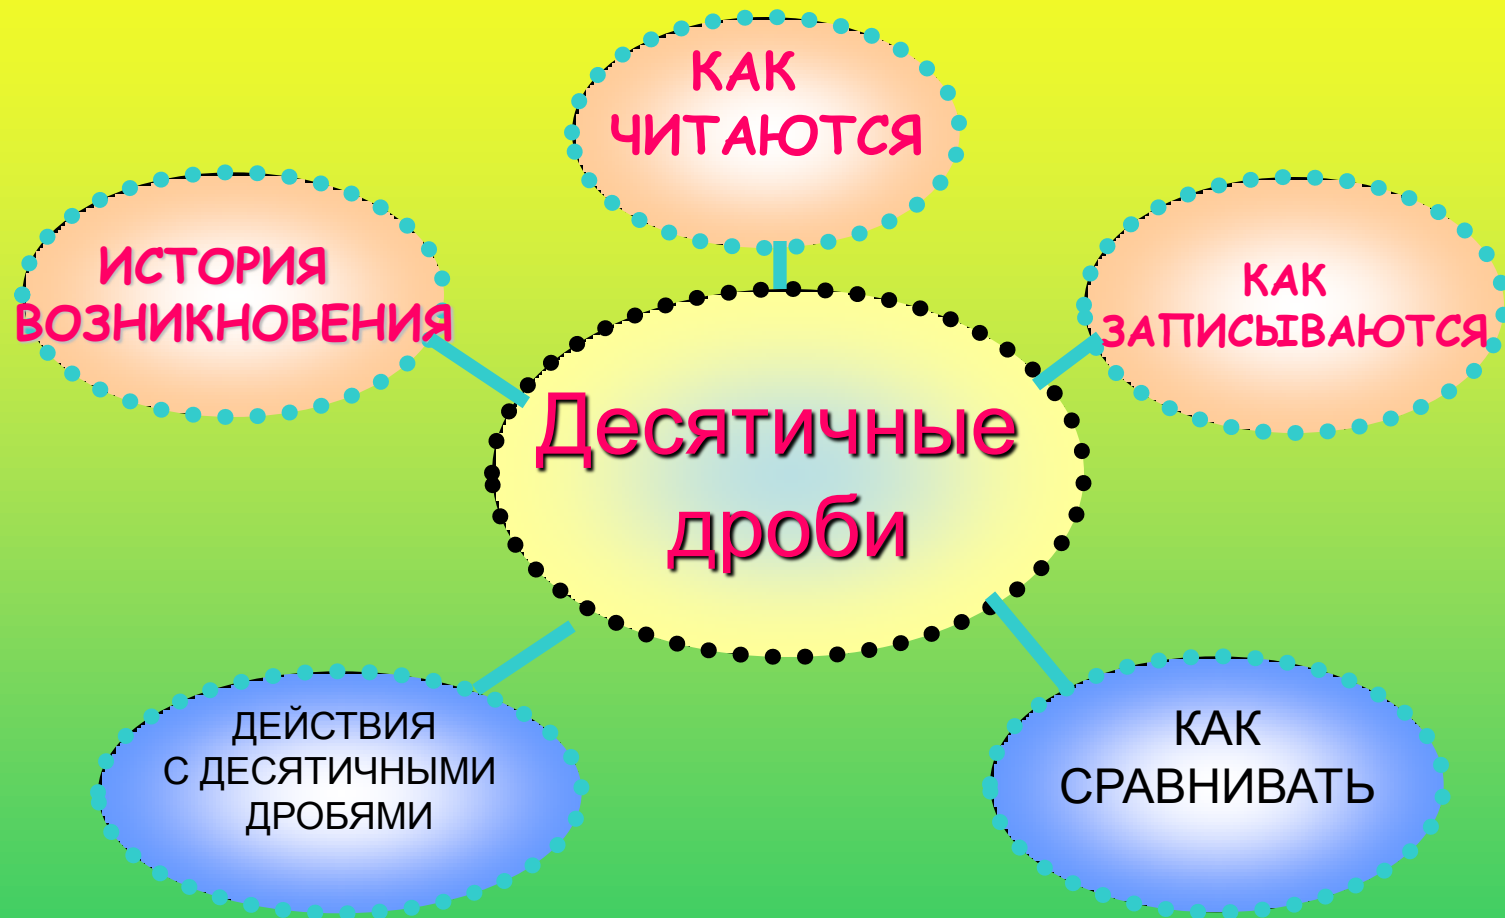 КАК
ЧИТАЮТСЯ
ИСТОРИЯ
ВОЗНИКНОВЕНИЯ
КАК
ЗАПИСЫВАЮТСЯ
Десятичные
дроби
ДЕЙСТВИЯ
С ДЕСЯТИЧНЫМИ
ДРОБЯМИ
КАК
СРАВНИВАТЬ